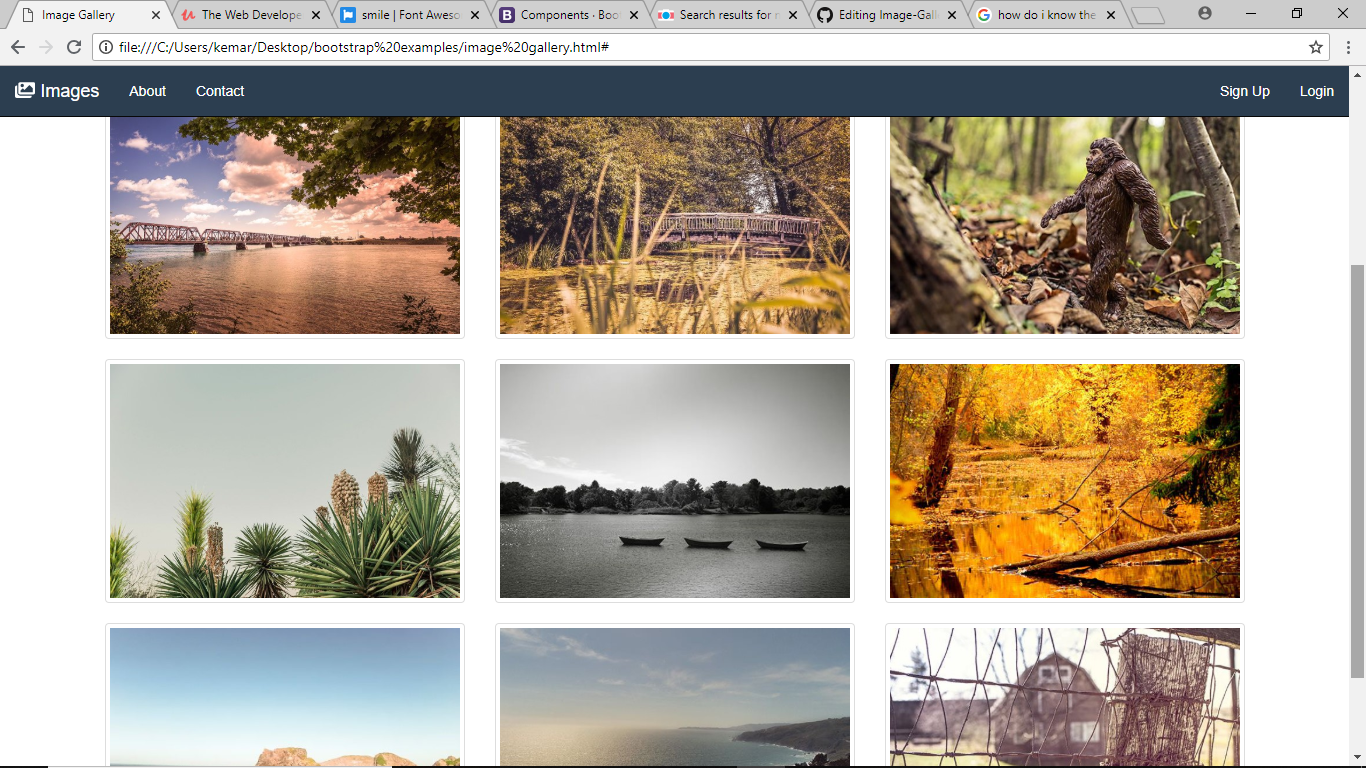 Image Gallery
The Web Develope
smile | Font Aweso
Components · Boo
Search results for n
Editing Image-Gall
how do i know the
file:///C:/Users/kemar/Desktop/bootstrap%20examples/image%20gallery.html#
Images About Contact Sign Up Login